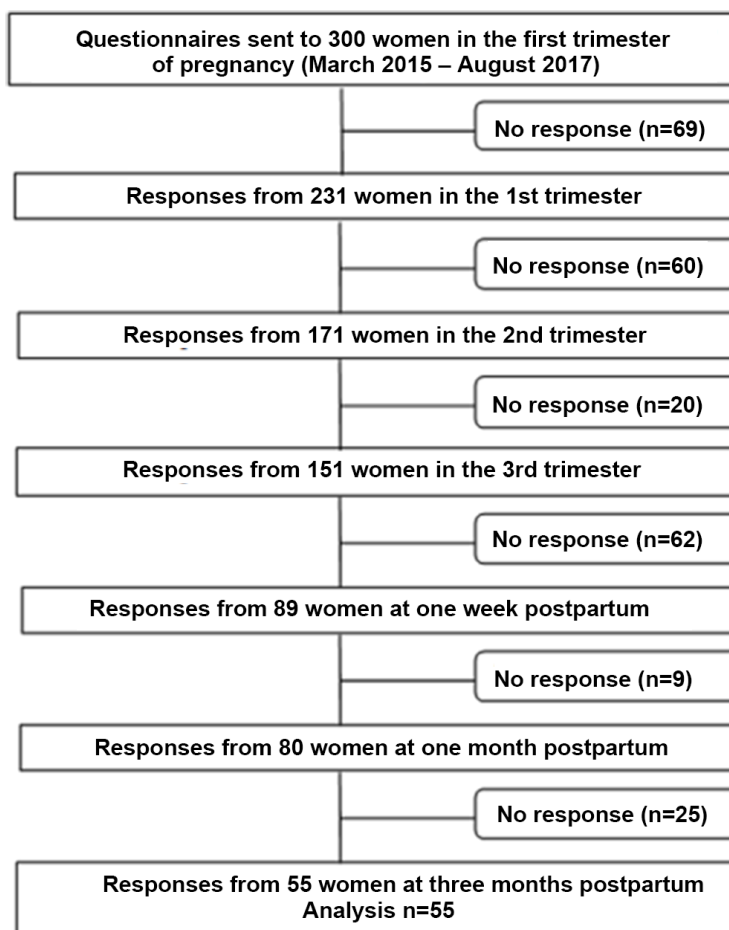 Questionnaires sent to 300 women in the first trimester
of pregnancy (March 2015 – August 2017)
No response (n=69)
Responses from 231 women in the 1st trimester
No response (n=60)
Responses from 171 women in the 2nd trimester
No response (n=20)
Responses from 151 women in the 3rd trimester
No response (n=62)
Responses from 89 women at one week postpartum
No response (n=9)
Responses from 80 women at one month postpartum
No response (n=25)
Responses from 55 women at three months postpartum
Analysis n=55